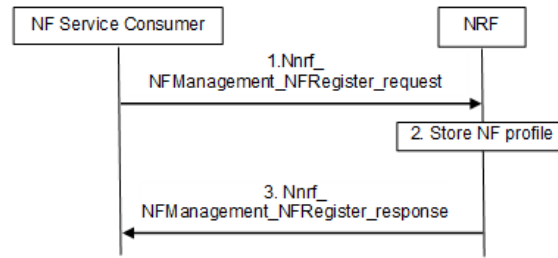 NF Service Consumer
NRF
1.Nnrf_
NFManagement_NFRegister_request
2. Store NF profile
3. Nnrf_
NFManagement_NFRegister_response